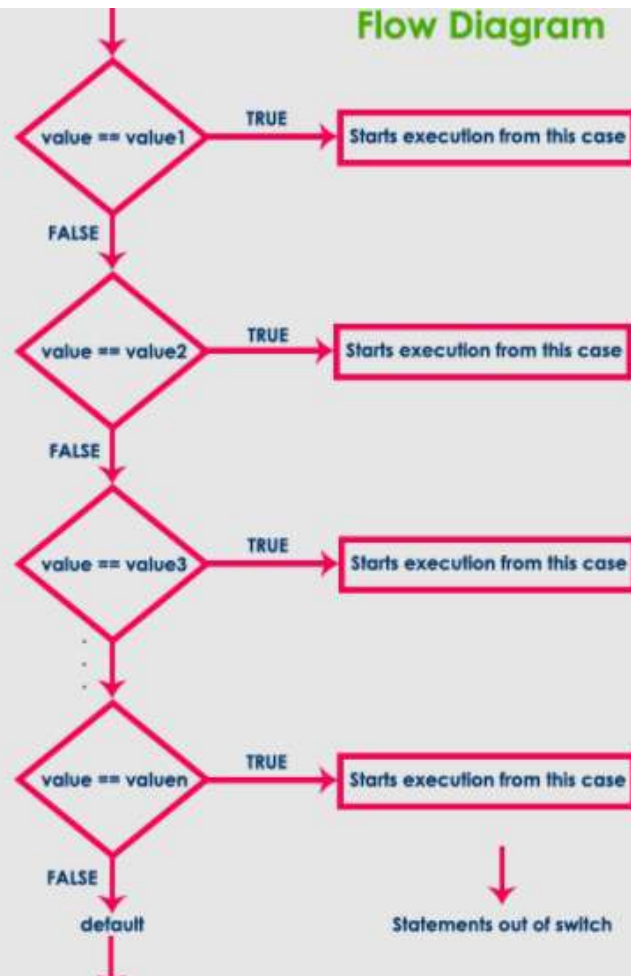 Flow Diagram
value == value1
TRUE
Starts execution from this case
FALSE
value == value2
TRUE
Starts execution from this case
FALSE
value == value3
TRUE
Starts execution from this case
.
.
.
value == valuen
TRUE
Starts execution from this case
FALSE
default
Statements out of switch